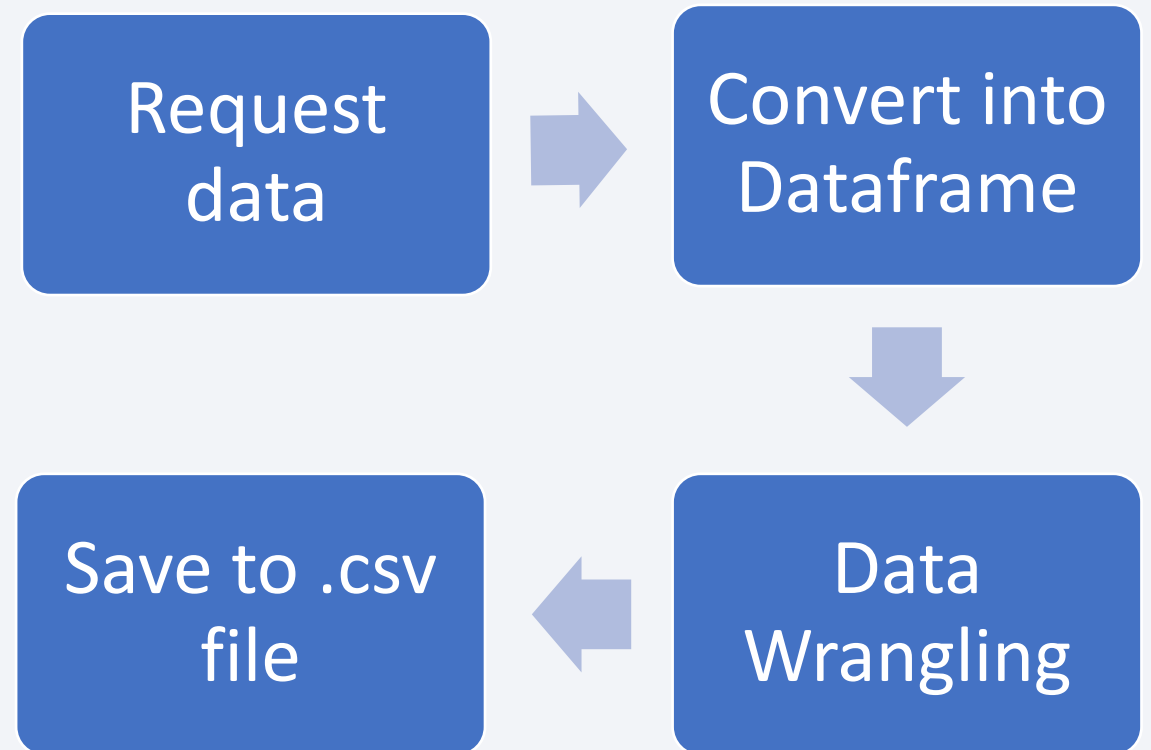 Request
data
Convert into
Dataframe
Data
Wrangling
Save to .csv
file